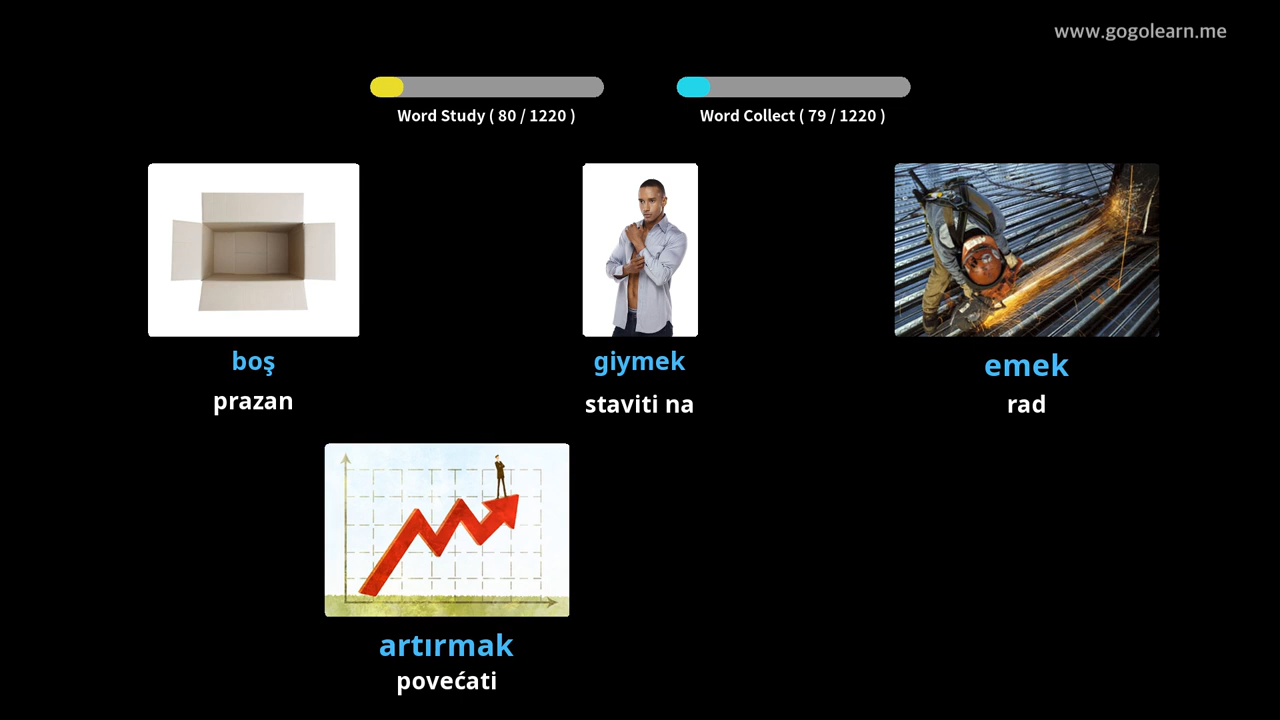 www.gogolearn.me
Word Study ( 80 / 1220 )
Word Collect ( 79 / 1220 )
boş
prazan
giymek
staviti na
emek
rad
artırmak
povećati